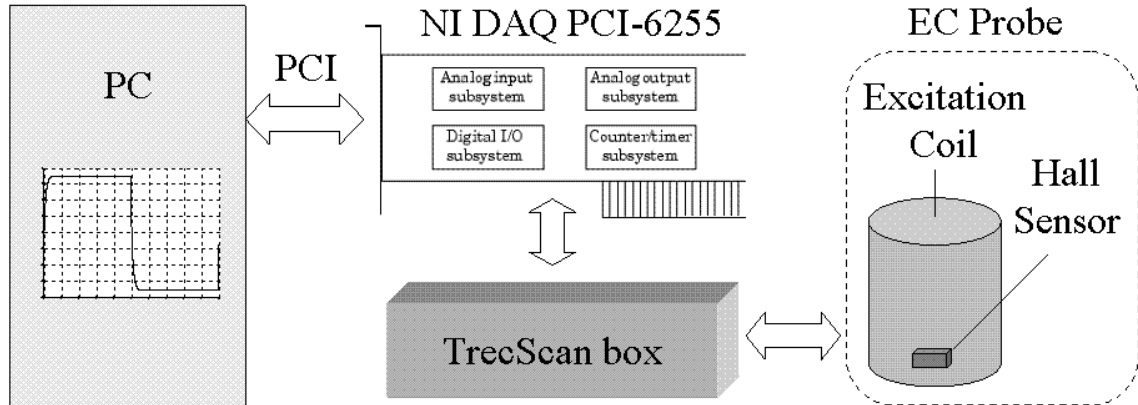 PC
PCI
NI DAQ PCI-6255
Analog input
subsystem
Analog output
subsystem
Digital I/O
subsystem
Counter/timer
subsystem
TrecScan box
EC Probe
Excitation
Coil
Hall
Sensor